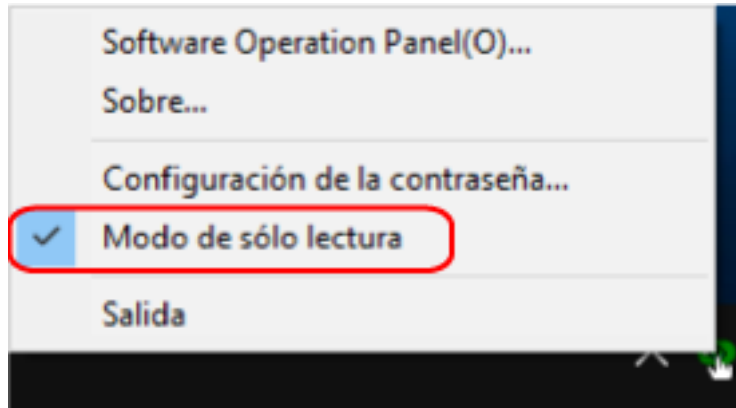 Software Operation Panel(O)...
Sobre...
Configuración de la contraseña...
Modo de sólo lectura
Salida